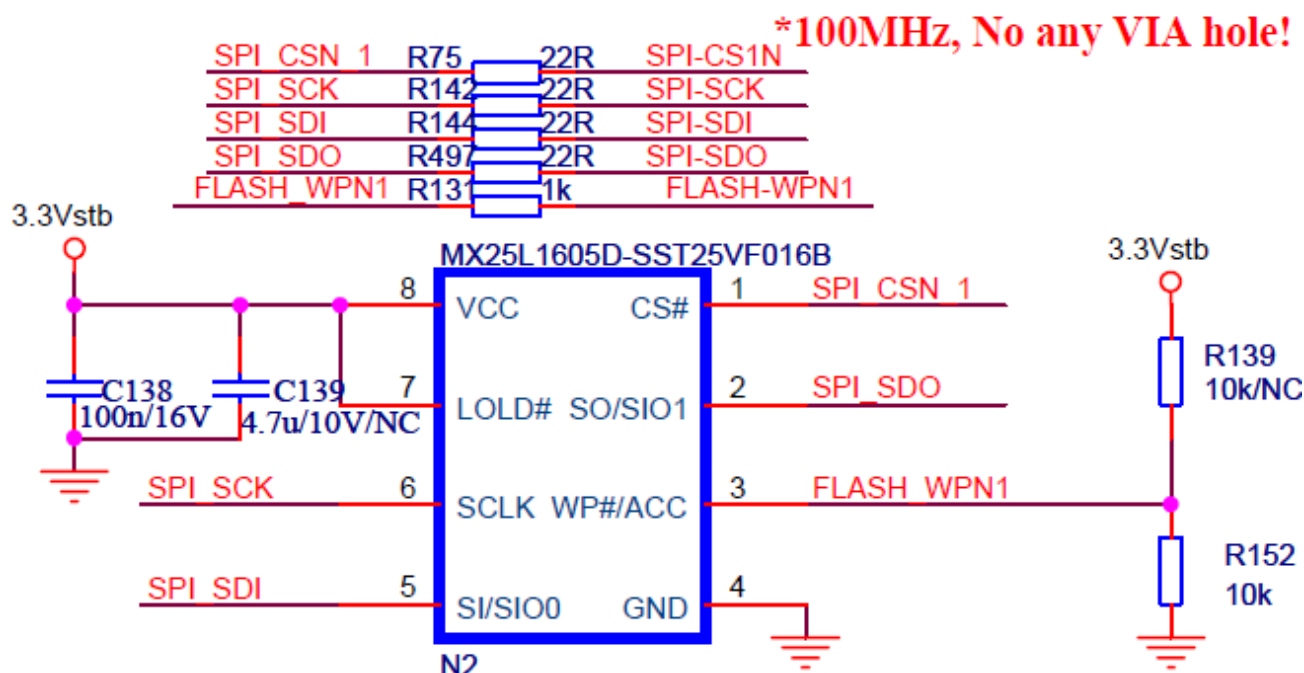 *100MHz, No any VIA hole!
SPI_CSN_1 R75 22R SPI-CS1N
SPI_SCK R142 22R SPI-SCK
SPI_SDI R144 22R SPI-SDI
SPI_SDO R497 22R SPI-SDO
FLASH_WPN1 R131 1k FLASH-WPN1
3.3Vstb
MX25L1605D-SST25VF016B
3.3Vstb
8 VCC CS# 1 SPI_CSN_1
C138
100n/16V
C139
4.7u/10V/NC
7 LOLD# SO/SIO1 2 SPI_SDO
R139
10k/NC
SPI_SCK 6 SCLK WP#/ACC 3 FLASH_WPN1
SPI_SDI 5 SI/SIO0 GND 4
R152
10k
N2